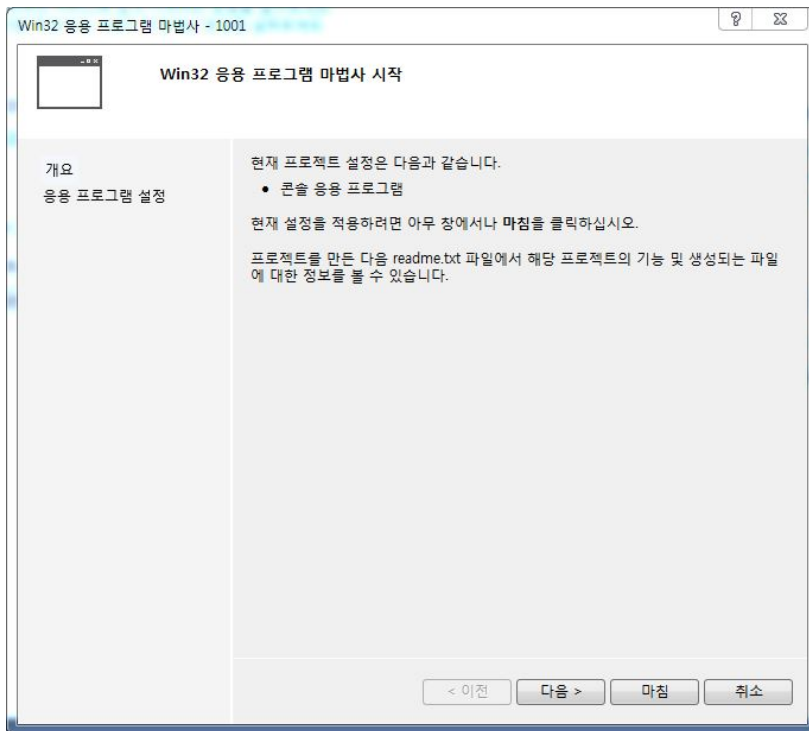 Win32 응용 프로그램 마법사 - 1001
Win32 응용 프로그램 마법사 시작
개요
응용 프로그램 설정
현재 프로젝트 설정은 다음과 같습니다.
• 콘솔 응용 프로그램
현재 설정을 적용하려면 아무 창에서나 마침을 클릭하십시오.
프로젝트를 만든 다음 readme.txt 파일에서 해당 프로젝트의 기능 및 생성되는 파일
에 대한 정보를 볼 수 있습니다.
< 이전
다음 >
마침
취소